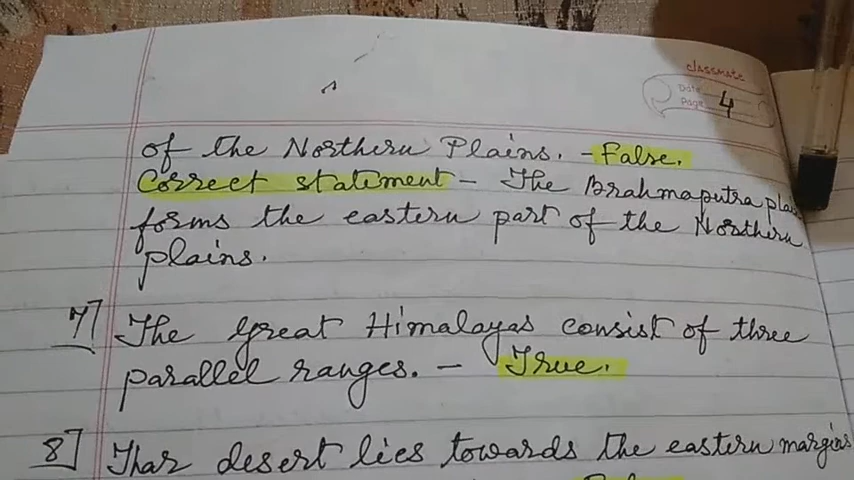 classmate
Date
Page 4
of the Northern Plains. - False.
Correct statement - The Brahmaputra
forms the eastern part of the Northern
plains.
7] The Great Himalayas consist of three
parallel ranges. - True.
8] Thar desert lies towards the eastern margins